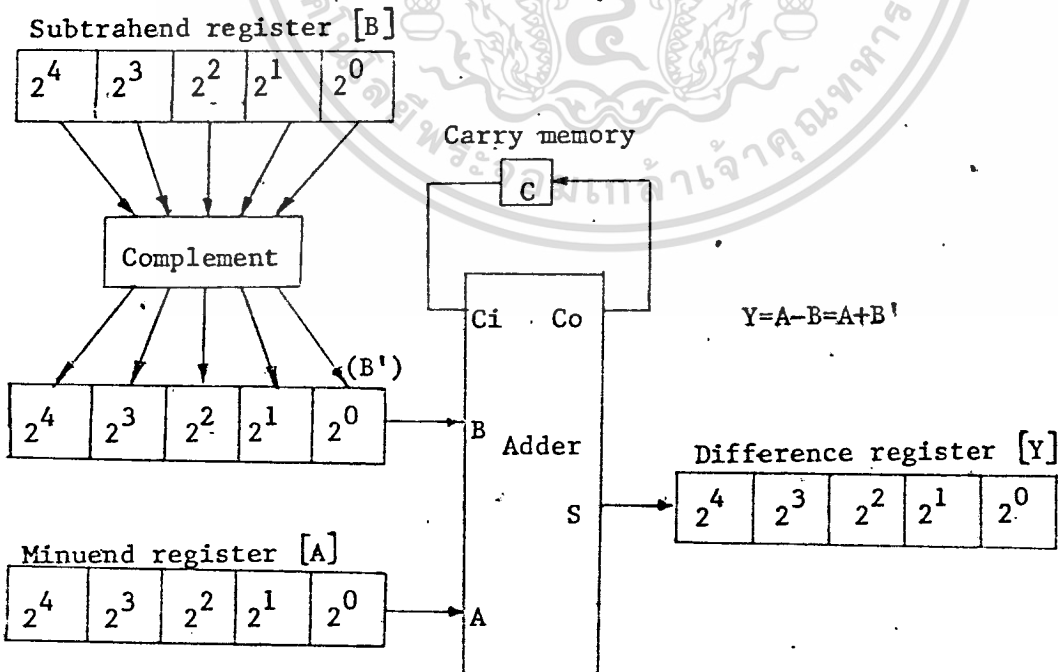 Subtrahend register [B]
2^4 2^3 2^2 2^1 2^0
Carry memory
C
Complement
Ci Co
Y=A-B=A+B'
(B')
2^4 2^3 2^2 2^1 2^0
B
Adder
Difference register [Y]
S
2^4 2^3 2^2 2^1 2^0
Minuend register [A]
2^4 2^3 2^2 2^1 2^0
A